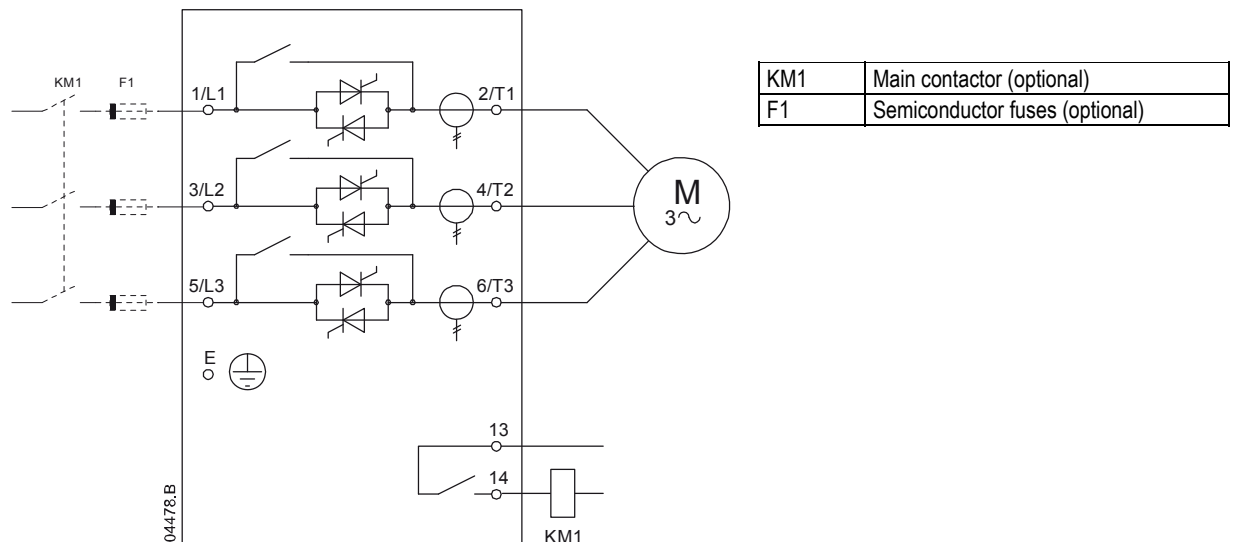 KM1 F1
1/L1 2/T1
3/L2 4/T2
5/L3 6/T3
M
3~
E
13
14
KM1
04478.B
KM1 Main contactor (optional)
F1 Semiconductor fuses (optional)